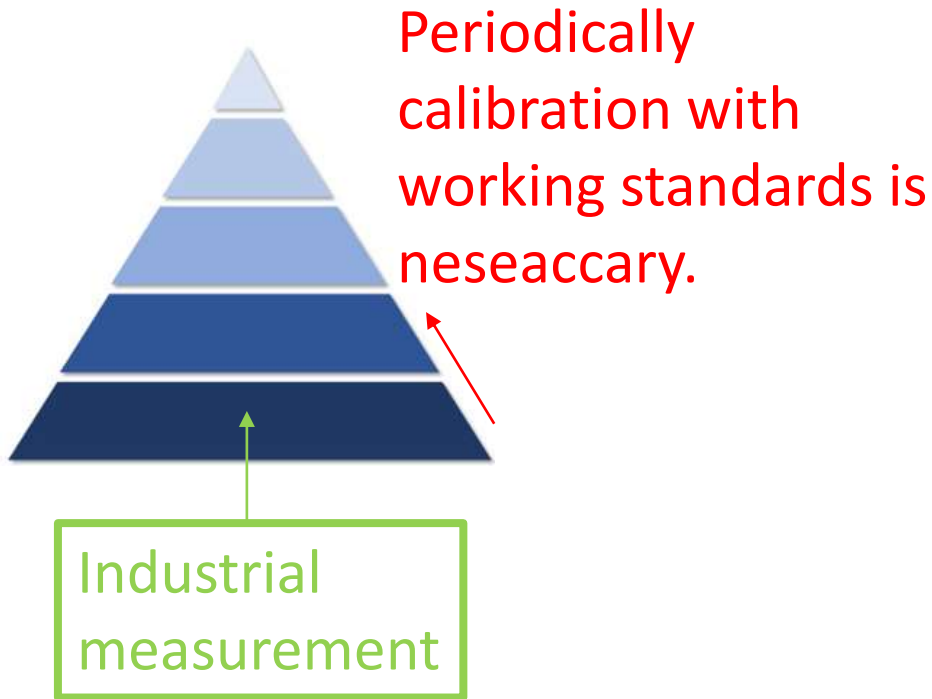 Periodically
calibration with
working standards is
neseaccary.
Industrial
measurement